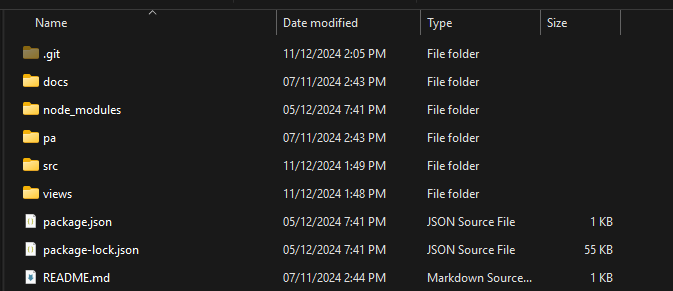 Name Date modified Type Size
.git 11/12/2024 2:05 PM File folder
docs 07/11/2024 2:43 PM File folder
node_modules 05/12/2024 7:41 PM File folder
pa 07/11/2024 2:43 PM File folder
src 11/12/2024 1:49 PM File folder
views 11/12/2024 1:48 PM File folder
package.json 05/12/2024 7:41 PM JSON Source File 1 KB
package-lock.json 05/12/2024 7:41 PM JSON Source File 55 KB
README.md 07/11/2024 2:44 PM Markdown Source... 1 KB